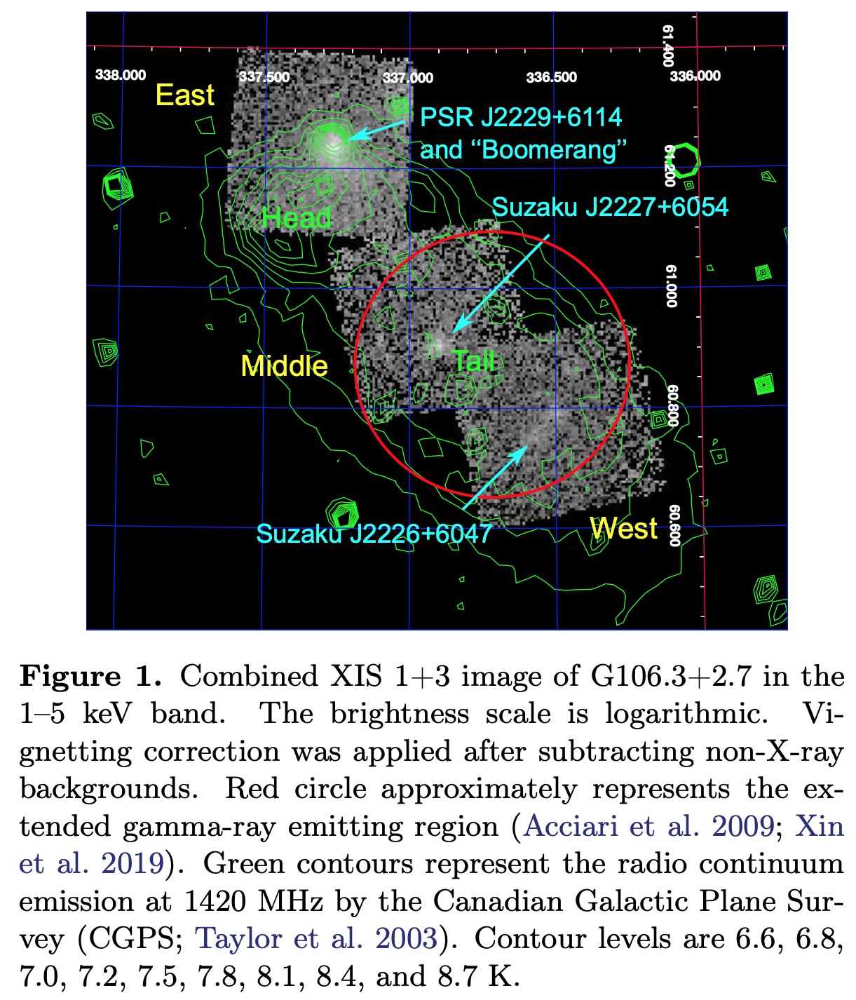 338.000
337.500
337.000
336.500
336.000
61.400
East
PSR J2229+6114
and “Boomerang”
61.200
Suzaku J2227+6054
Head
61.000
Middle
Tail
60.800
Suzaku J2226+6047
West
60.600
Figure 1. Combined XIS 1+3 image of G106.3+2.7 in the
1–5 keV band. The brightness scale is logarithmic. Vi-
gnetting correction was applied after subtracting non-X-ray
backgrounds. Red circle approximately represents the ex-
tended gamma-ray emitting region (Acciari et al. 2009; Xin
et al. 2019). Green contours represent the radio continuum
emission at 1420 MHz by the Canadian Galactic Plane Sur-
vey (CGPS; Taylor et al. 2003). Contour levels are 6.6, 6.8,
7.0, 7.2, 7.5, 7.8, 8.1, 8.4, and 8.7 K.